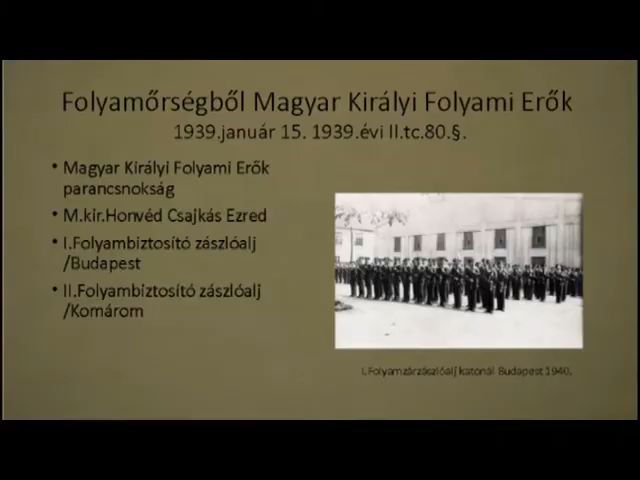 Folyamőrségből Magyar Királyi Folyami Erők
1939.január 15. 1939.évi II.tc.80.§.
• Magyar Királyi Folyami Erők
parancsnokság
• M.kir.Honvéd Csajkás Ezred
• I.Folyambiztosító zászlóalj
/Budapest
• II.Folyambiztosító zászlóalj
/Komárom
I.Folyamzárzászlóalj katonái Budapest 1940.